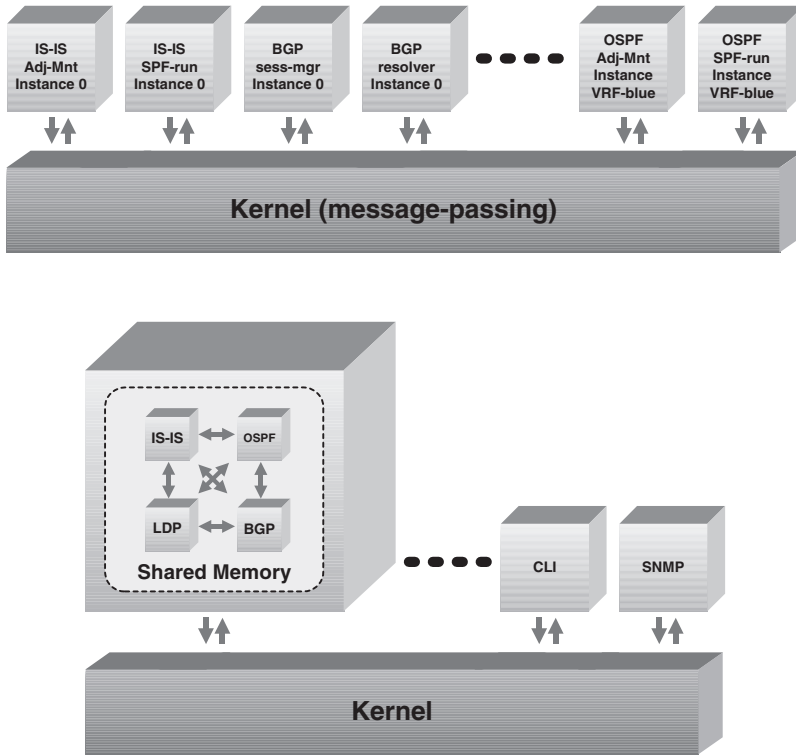 IS-IS
Adj-Mnt
Instance 0
IS-IS
SPF-run
Instance 0
BGP
sess-mgr
Instance 0
BGP
resolver
Instance 0
OSPF
Adj-Mnt
Instance
VRF-blue
OSPF
SPF-run
Instance
VRF-blue
Kernel (message-passing)
IS-IS
OSPF
LDP
BGP
Shared Memory
CLI
SNMP
Kernel